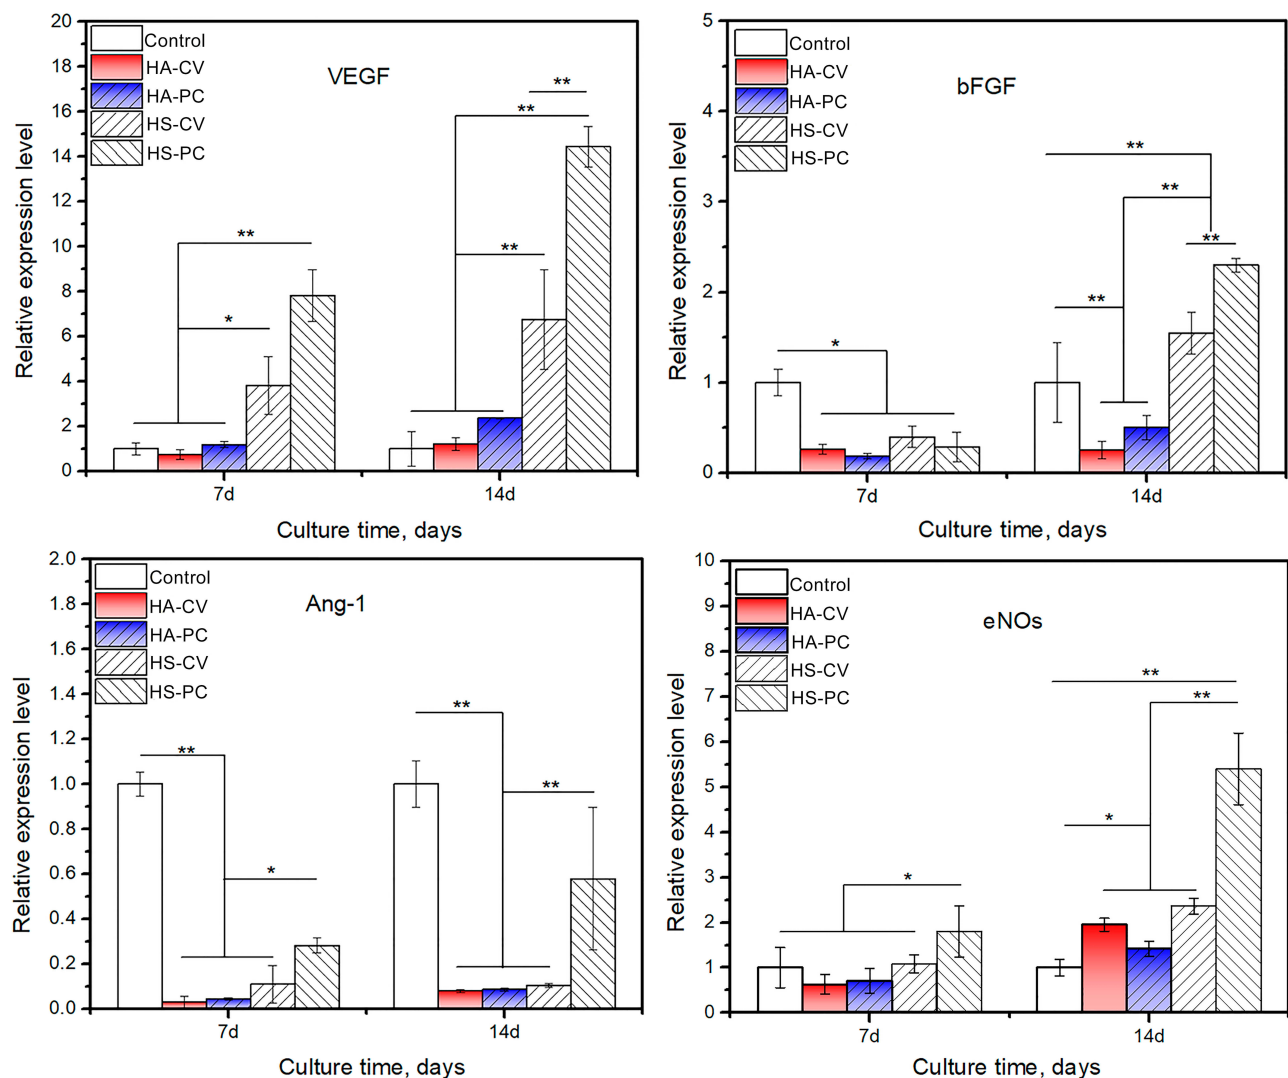 VEGF
Control
HA-CV
HA-PC
HS-CV
HS-PC
Relative expression level
20
18
16
14
12
10
8
6
4
2
0
**
*
**
**
**
**
7d
14d
Culture time, days
bFGF
Control
HA-CV
HA-PC
HS-CV
HS-PC
Relative expression level
5
4
3
2
1
0
*
**
**
**
**
7d
14d
Culture time, days
Ang-1
Control
HA-CV
HA-PC
HS-CV
HS-PC
Relative expression level
2.0
1.8
1.6
1.4
1.2
1.0
0.8
0.6
0.4
0.2
0.0
**
*
**
**
7d
14d
Culture time, days
eNOs
Control
HA-CV
HA-PC
HS-CV
HS-PC
Relative expression level
10
9
8
7
6
5
4
3
2
1
0
*
**
**
*
7d
14d
Culture time, days